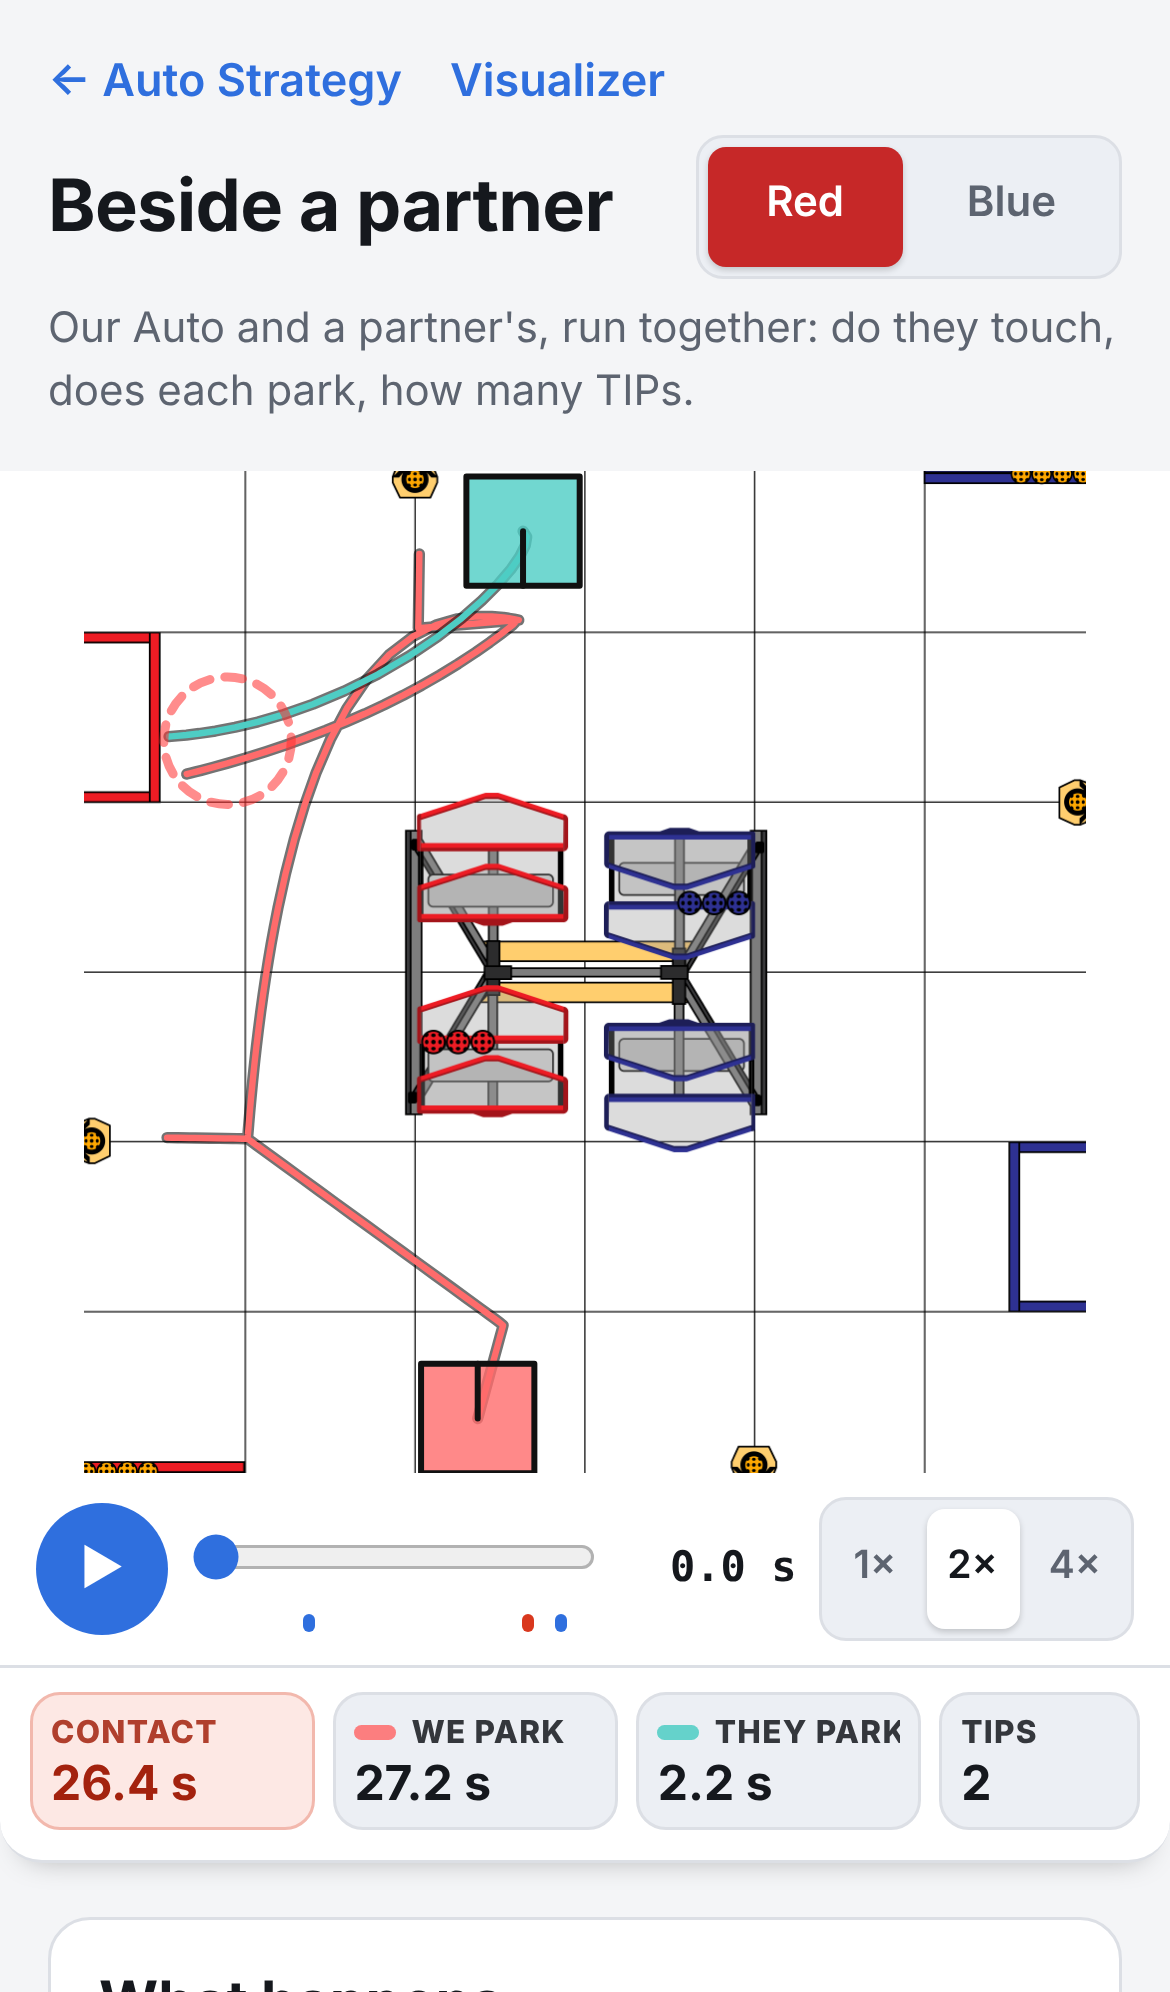 ← Auto Strategy Visualizer
Beside a partner
Red Blue
Our Auto and a partner's, run together: do they touch,
does each park, how many TIPs.
0.0 s 1× 2× 4×
CONTACT WE PARK THEY PARK TIPS
26.4 s 27.2 s 2.2 s 2
What happens